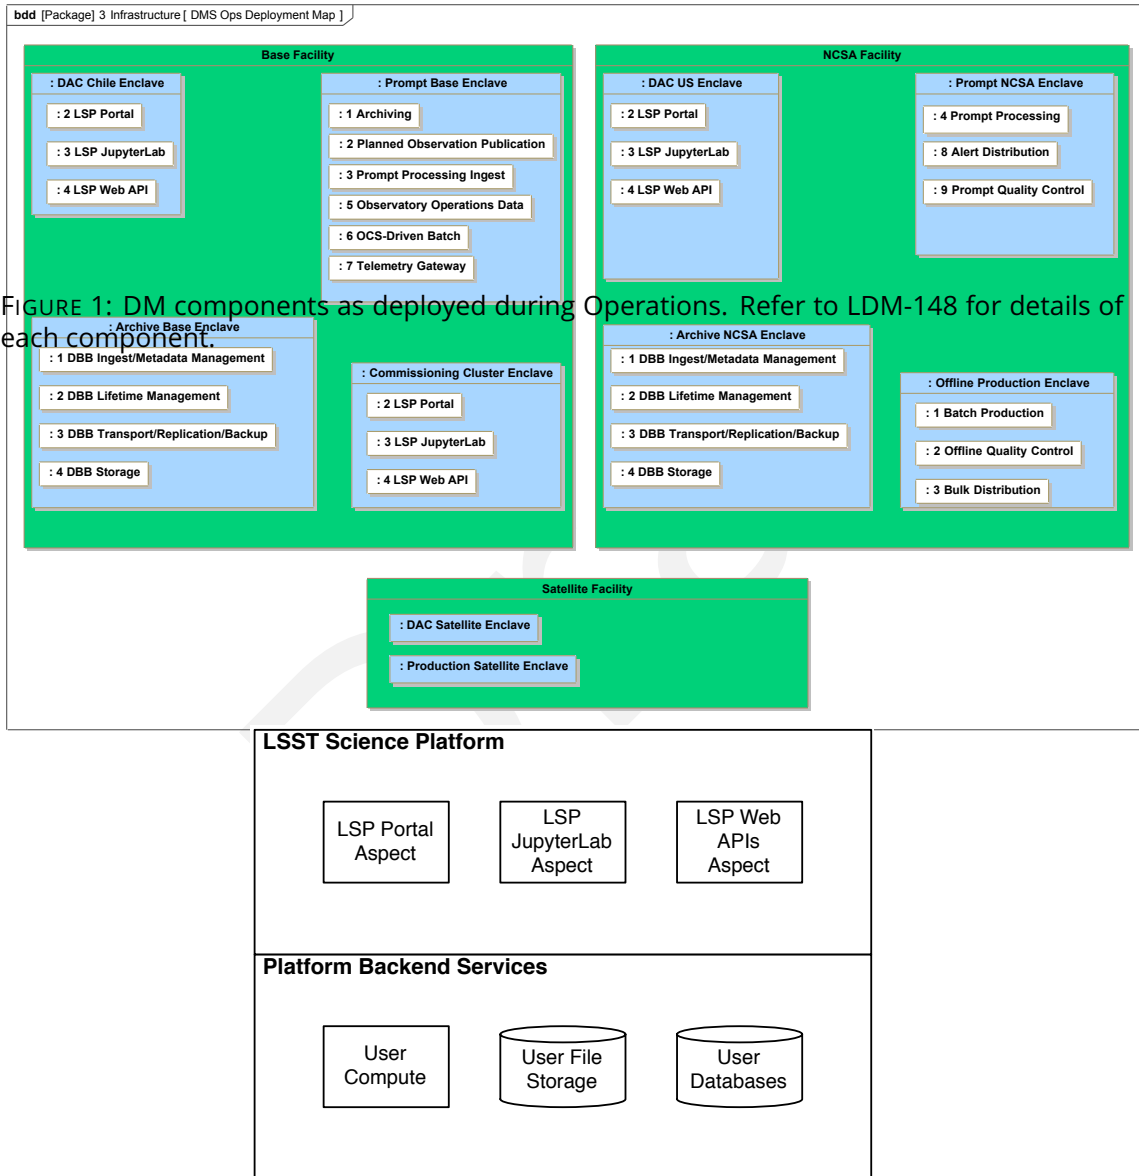 bdd [Package] 3 Infrastructure [ DMS Ops Deployment Map ]
Base Facility
: DAC Chile Enclave
: 2 LSP Portal
: 3 LSP JupyterLab
: 4 LSP Web API
: Prompt Base Enclave
: 1 Archiving
: 2 Planned Observation Publication
: 3 Prompt Processing Ingest
: 5 Observatory Operations Data
: 6 OCS-Driven Batch
: 7 Telemetry Gateway
: Archive Base Enclave
: 1 DBB Ingest/Metadata Management
: 2 DBB Lifetime Management
: 3 DBB Transport/Replication/Backup
: 4 DBB Storage
: Commissioning Cluster Enclave
: 2 LSP Portal
: 3 LSP JupyterLab
: 4 LSP Web API
NCSA Facility
: DAC US Enclave
: 2 LSP Portal
: 3 LSP JupyterLab
: 4 LSP Web API
: Prompt NCSA Enclave
: 4 Prompt Processing
: 8 Alert Distribution
: 9 Prompt Quality Control
: Archive NCSA Enclave
: 1 DBB Ingest/Metadata Management
: 2 DBB Lifetime Management
: 3 DBB Transport/Replication/Backup
: 4 DBB Storage
: Offline Production Enclave
: 1 Batch Production
: 2 Offline Quality Control
: 3 Bulk Distribution
FIGURE 1: DM components as deployed during Operations. Refer to LDM-148 for details of
each component.
Satellite Facility
: DAC Satellite Enclave
: Production Satellite Enclave
LSST Science Platform
LSP Portal
Aspect
LSP
JupyterLab
Aspect
LSP Web
APIs
Aspect
Platform Backend Services
User
Compute
User File
Storage
User
Databases